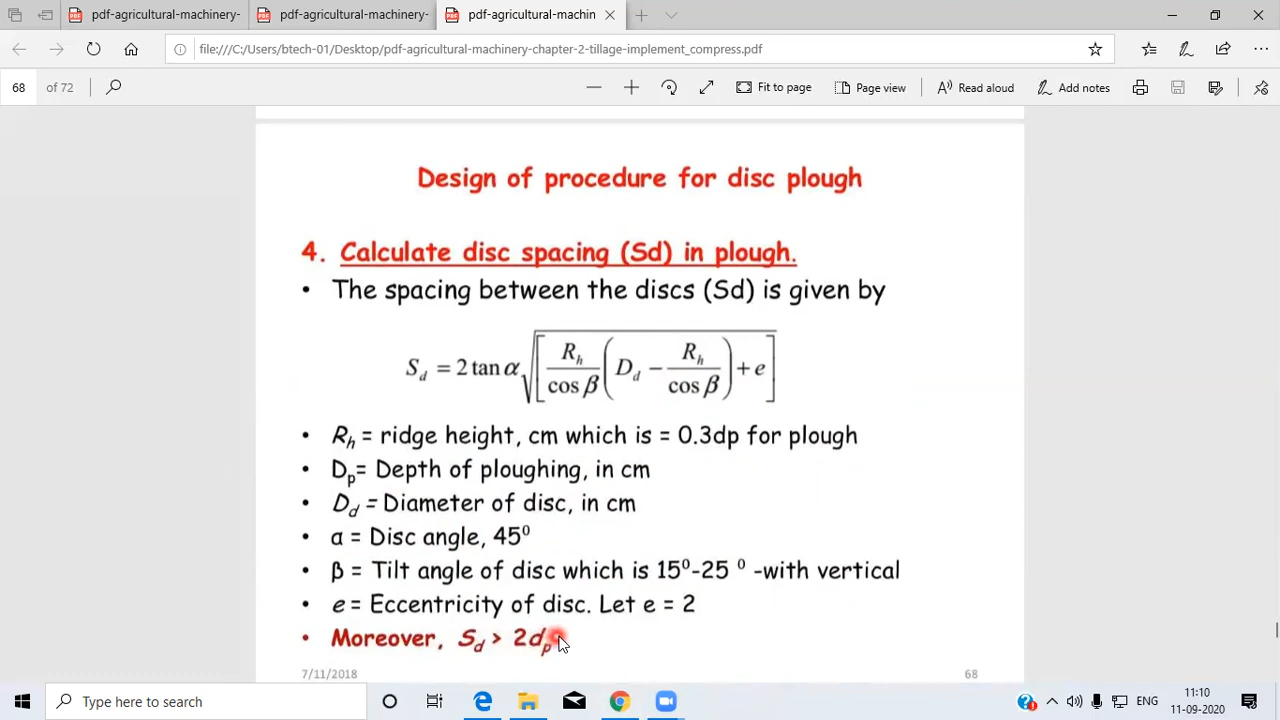 pdf-agricultural-machinery-
pdf-agricultural-machinery-
pdf-agricultural-machin
file:///C:/Users/btech-01/Desktop/pdf-agricultural-machinery-chapter-2-tillage-implement_compress.pdf
68 of 72
Fit to page
Page view
Read aloud
Add notes
Design of procedure for disc plough
4. Calculate disc spacing (Sd) in plough.
• The spacing between the discs (Sd) is given by
S_d = 2 tan α √[ R_h / cos β ( D_d − R_h / cos β ) + e ]
• R_h = ridge height, cm which is = 0.3dp for plough
• D_p= Depth of ploughing, in cm
• D_d = Diameter of disc, in cm
• α = Disc angle, 45⁰
• β = Tilt angle of disc which is 15⁰-25 ⁰ -with vertical
• e = Eccentricity of disc. Let e = 2
• Moreover, S_d > 2d_p
7/11/2018 68
Type here to search
ENG
11:10
11-09-2020